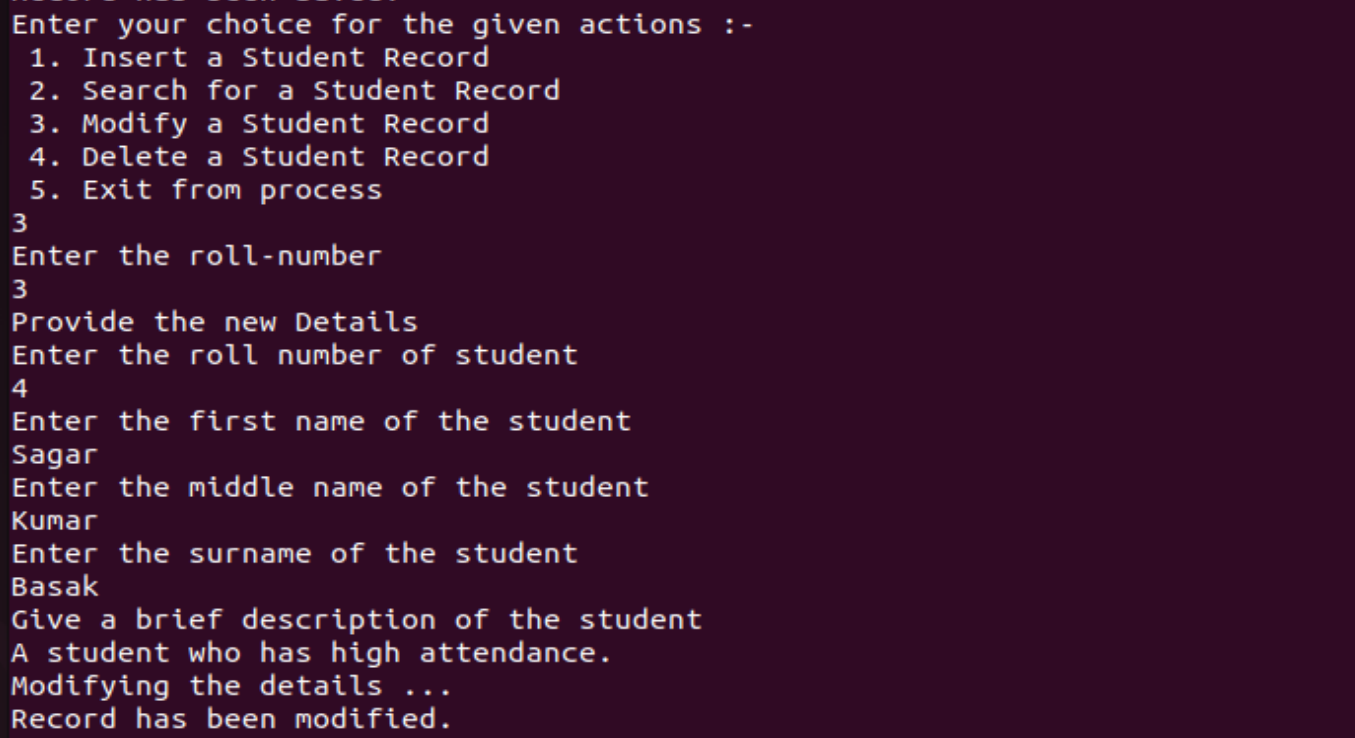 Enter your choice for the given actions :-
1. Insert a Student Record
2. Search for a Student Record
3. Modify a Student Record
4. Delete a Student Record
5. Exit from process
3
Enter the roll-number
3
Provide the new Details
Enter the roll number of student
4
Enter the first name of the student
Sagar
Enter the middle name of the student
Kumar
Enter the surname of the student
Basak
Give a brief description of the student
A student who has high attendance.
Modifying the details ...
Record has been modified.